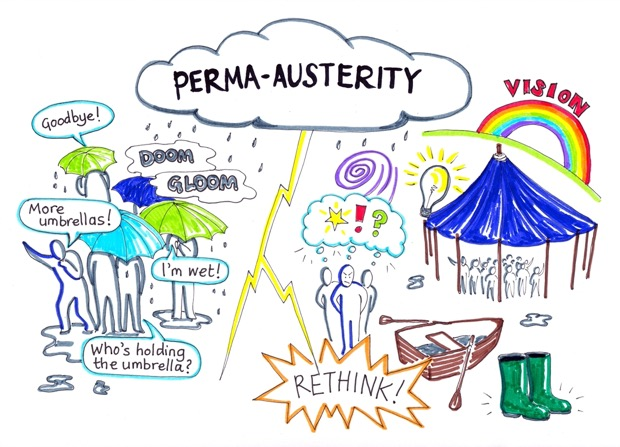 PERMA-AUSTERITY
VISION
Goodbye!
DOOM
GLOOM
More
umbrellas!
I'm wet!
Who's holding
the umbrella?
!?
RETHINK!